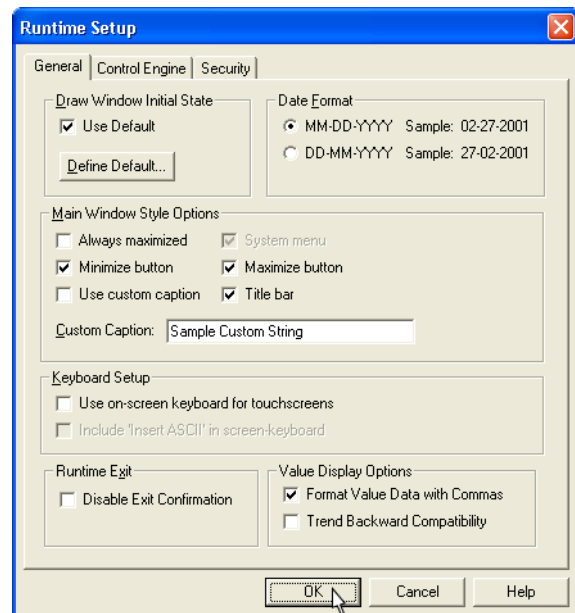 Runtime Setup
General Control Engine Security
Draw Window Initial State
Use Default
Define Default...
Date Format
MM-DD-YYYY Sample: 02-27-2001
DD-MM-YYYY Sample: 27-02-2001
Main Window Style Options
Always maximized System menu
Minimize button Maximize button
Use custom caption Title bar
Custom Caption: Sample Custom String
Keyboard Setup
Use on-screen keyboard for touchscreens
Include 'Insert ASCII' in screen-keyboard
Runtime Exit
Disable Exit Confirmation
Value Display Options
Format Value Data with Commas
Trend Backward Compatibility
OK Cancel Help